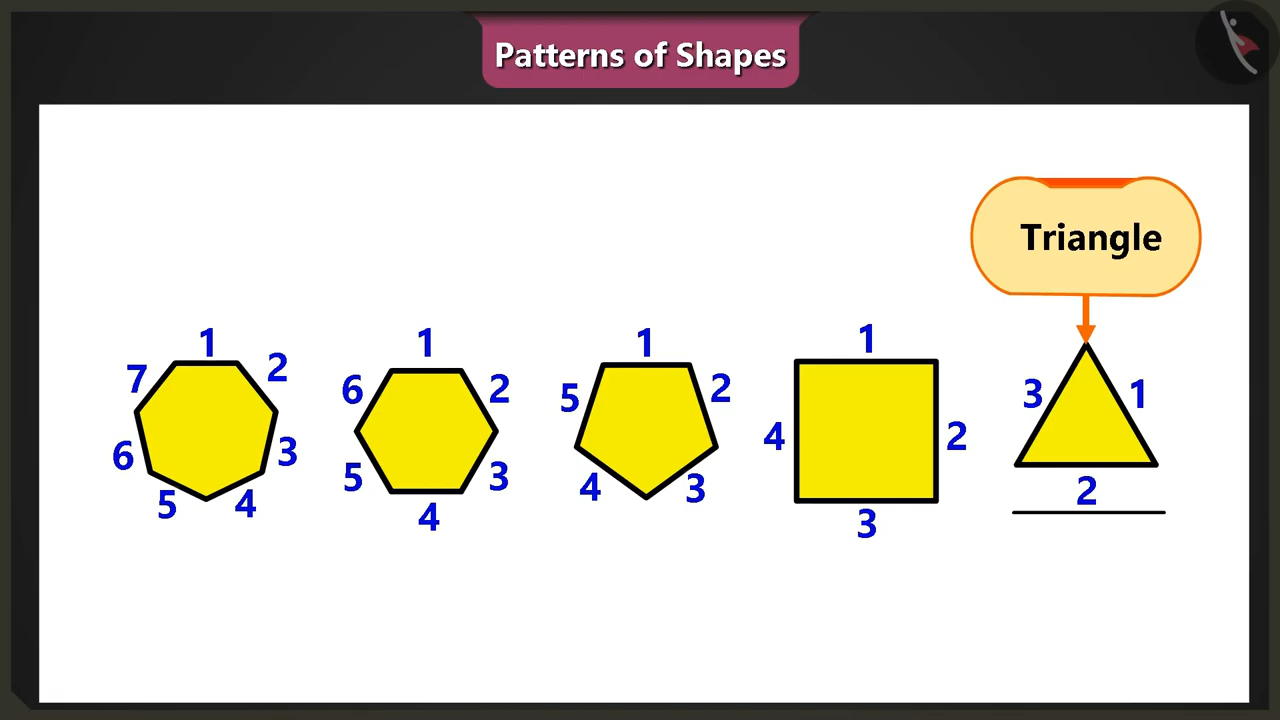 Patterns of Shapes
Triangle
1 2 3 4 5 6 7
1 2 3 4 5 6
1 2 3 4 5
1 2 3 4
1 2 3